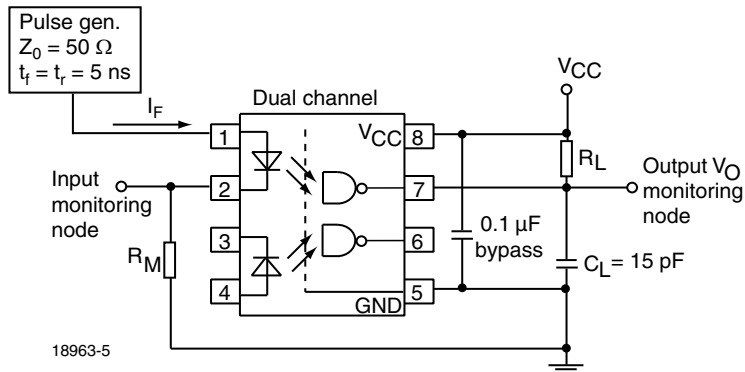 Pulse gen.
Z0 = 50 Ω
tf = tr = 5 ns
IF
Dual channel
VCC
1
VCC
8
RL
Input
monitoring
node
2
7
Output VO
monitoring
node
3
6
0.1 µF
bypass
RM
4
GND
5
CL = 15 pF
18963-5